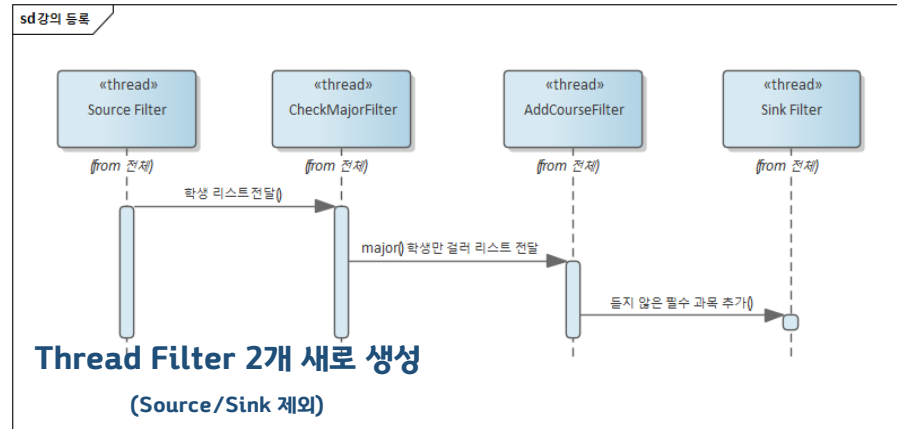 sd 강의 등록
«thread»
Source Filter
«thread»
CheckMajorFilter
«thread»
AddCourseFilter
«thread»
Sink Filter
(from 전체)
(from 전체)
(from 전체)
(from 전체)
학생 리스트 전달()
major() 학생만 걸러 리스트 전달
듣지 않은 필수 과목 추가()
Thread Filter 2개 새로 생성
(Source/Sink 제외)